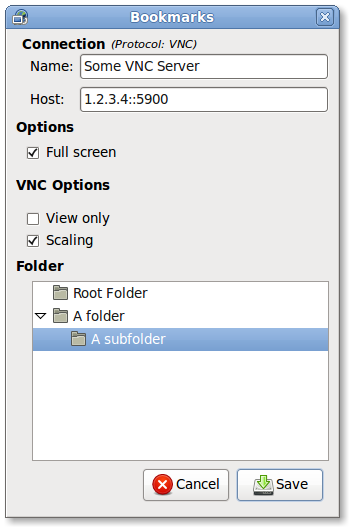 Bookmarks
Connection (Protocol: VNC)
Name: Some VNC Server
Host: 1.2.3.4::5900
Options
Full screen
VNC Options
View only
Scaling
Folder
Root Folder
A folder
A subfolder
Cancel Save